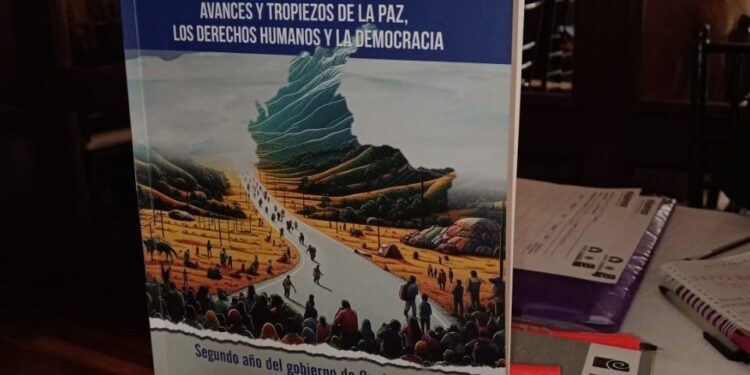 AVANCES Y TROPIEZOS DE LA PAZ,
LOS DERECHOS HUMANOS Y LA DEMOCRACIA
Segundo año del gobierno de